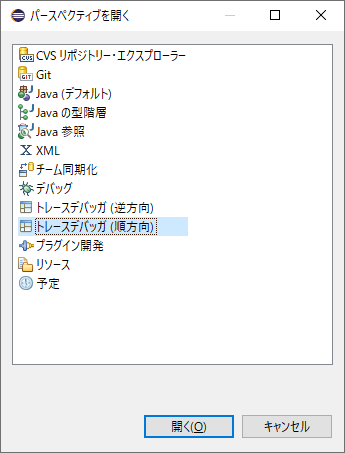 パースペクティブを開く
CVS リポジトリー・エクスプローラー
Git
Java (デフォルト)
Java の型階層
Java 参照
XML
チーム同期化
デバッグ
トレースデバッガ (逆方向)
トレースデバッガ (順方向)
プラグイン開発
リソース
予定
開く(O)
キャンセル